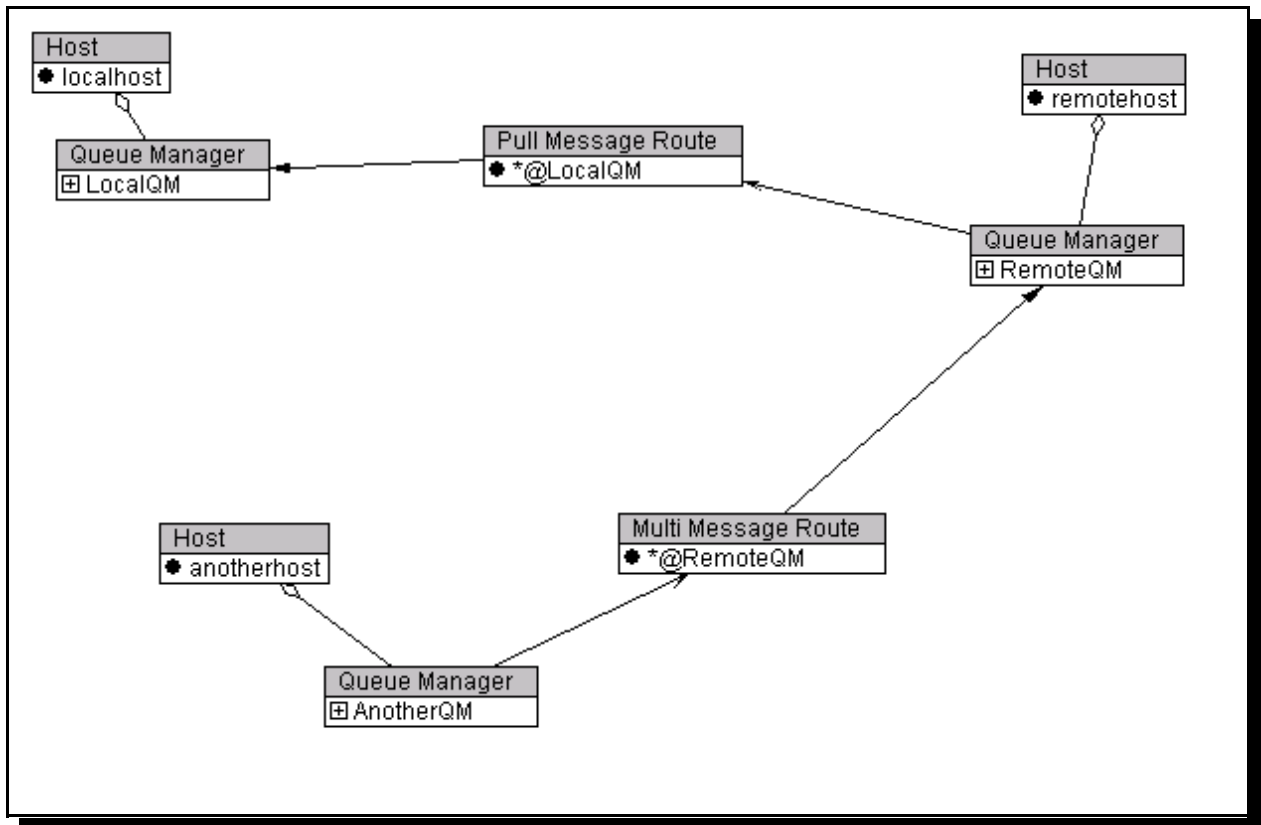 Host
localhost
Host
remotehost
Queue Manager
LocalQM
Pull Message Route
*@LocalQM
Queue Manager
RemoteQM
Host
anotherhost
Multi Message Route
*@RemoteQM
Queue Manager
AnotherQM